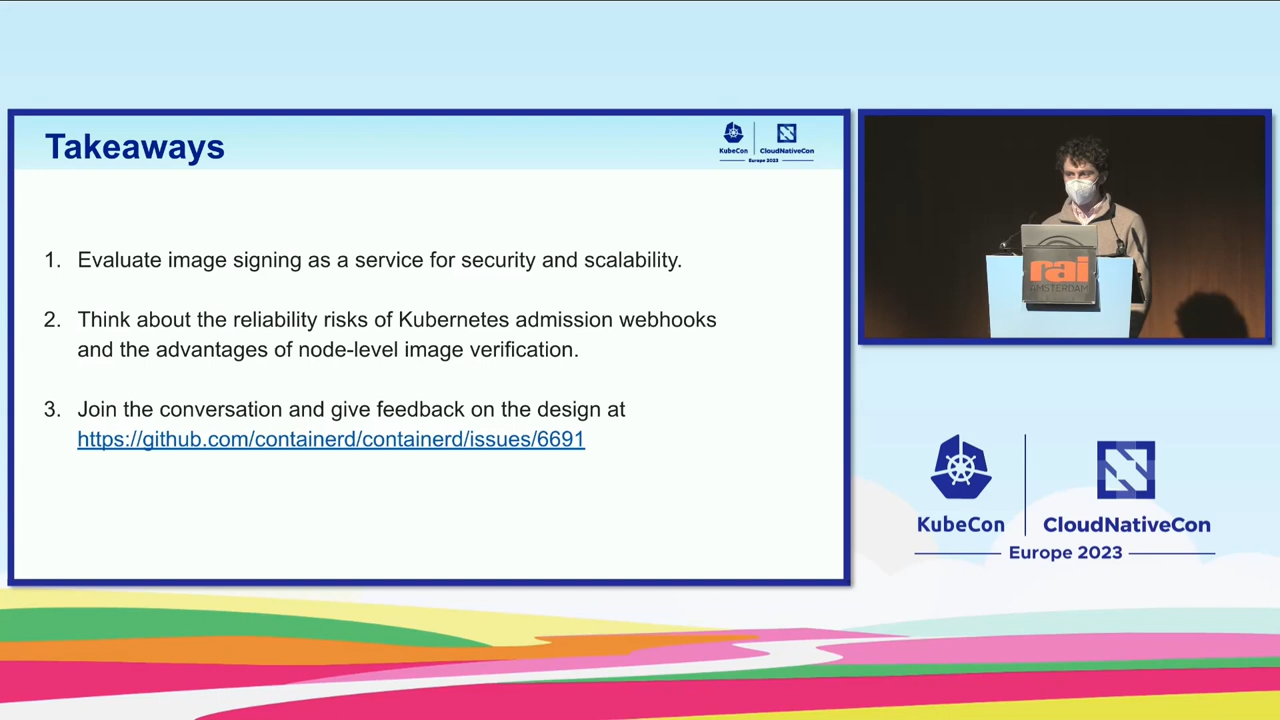 Takeaways
KubeCon
CloudNativeCon
Europe 2023
1. Evaluate image signing as a service for security and scalability.
2. Think about the reliability risks of Kubernetes admission webhooks
and the advantages of node-level image verification.
3. Join the conversation and give feedback on the design at
https://github.com/containerd/containerd/issues/6691
rai
AMSTERDAM
KubeCon
CloudNativeCon
Europe 2023